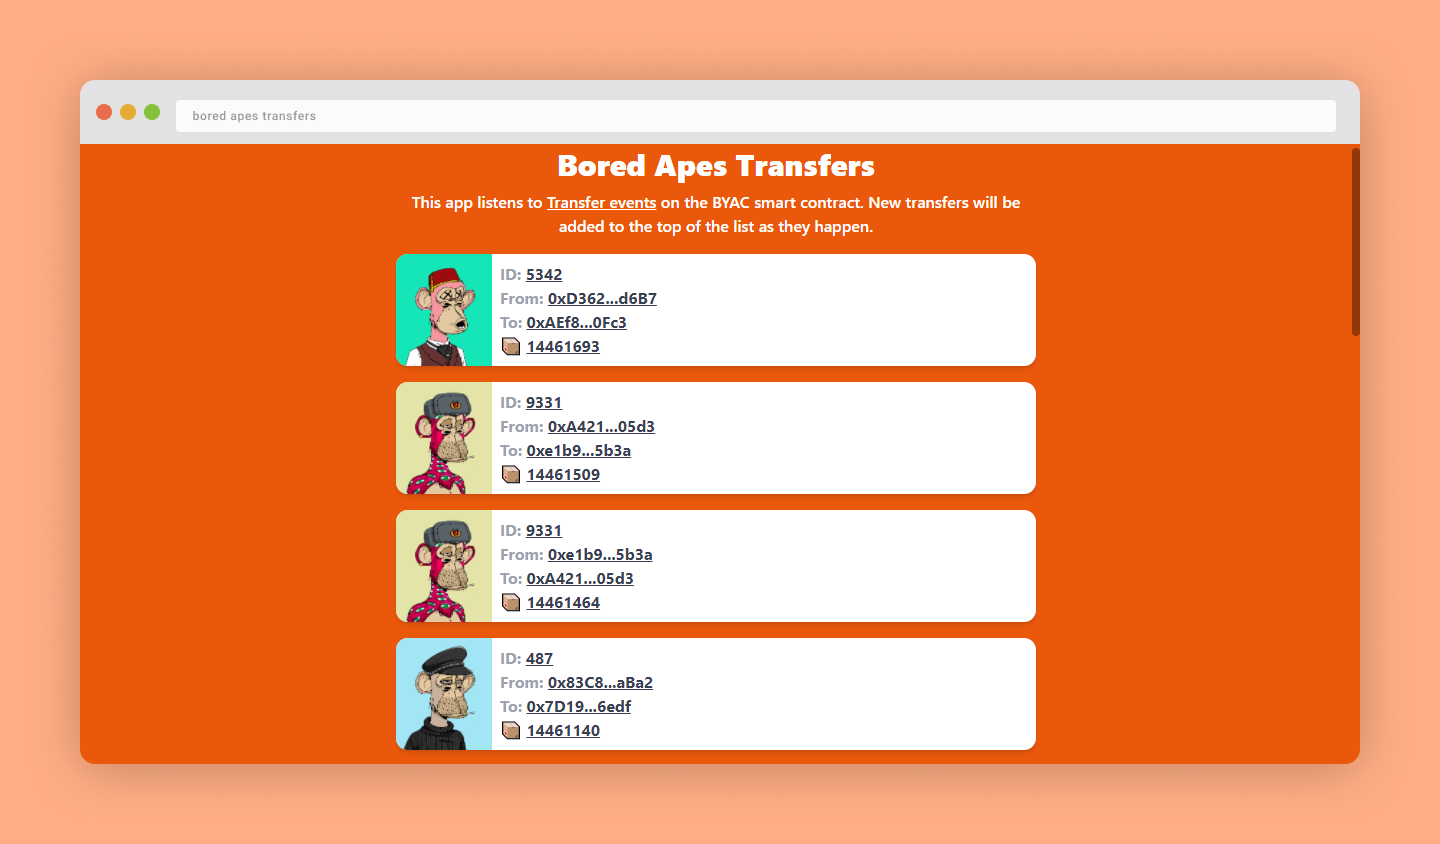 bored apes transfers
Bored Apes Transfers
This app listens to Transfer events on the BYAC smart contract. New transfers will be
added to the top of the list as they happen.
ID: 5342
From: 0xD362...d6B7
To: 0xAEf8...0Fc3
14461693
ID: 9331
From: 0xA421...05d3
To: 0xe1b9...5b3a
14461509
ID: 9331
From: 0xe1b9...5b3a
To: 0xA421...05d3
14461464
ID: 487
From: 0x83C8...aBa2
To: 0x7D19...6edf
14461140